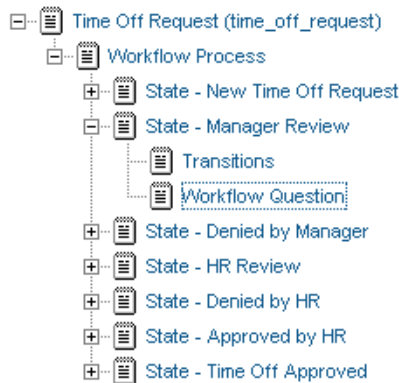 Time Off Request (time_off_request)
Workflow Process
State - New Time Off Request
State - Manager Review
Transitions
Workflow Question
State - Denied by Manager
State - HR Review
State - Denied by HR
State - Approved by HR
State - Time Off Approved